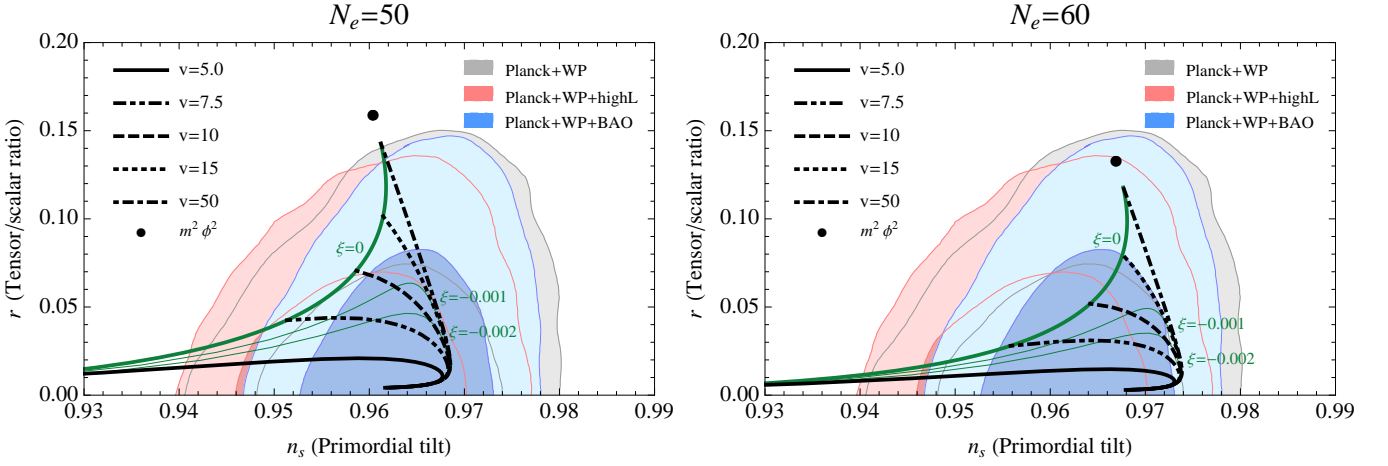 N_e=50
r (Tensor/scalar ratio)
0.20
0.15
0.10
0.05
0.00
v=5.0
v=7.5
v=10
v=15
v=50
m² ϕ²
Planck+WP
Planck+WP+highL
Planck+WP+BAO
ξ=0
ξ=−0.001
ξ=−0.002
0.93 0.94 0.95 0.96 0.97 0.98 0.99
n_s (Primordial tilt)
N_e=60
r (Tensor/scalar ratio)
0.20
0.15
0.10
0.05
0.00
v=5.0
v=7.5
v=10
v=15
v=50
m² ϕ²
Planck+WP
Planck+WP+highL
Planck+WP+BAO
ξ=0
ξ=−0.001
ξ=−0.002
0.93 0.94 0.95 0.96 0.97 0.98 0.99
n_s (Primordial tilt)